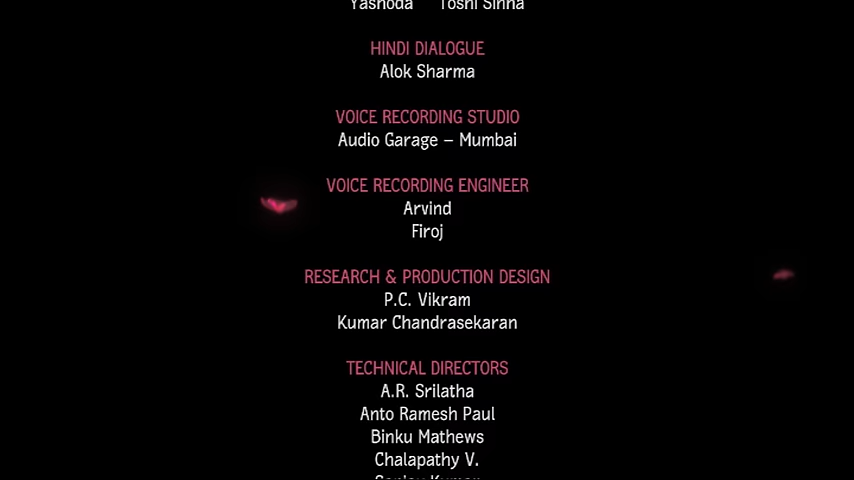 Yashoda Toshi Sinha
HINDI DIALOGUE
Alok Sharma
VOICE RECORDING STUDIO
Audio Garage – Mumbai
VOICE RECORDING ENGINEER
Arvind
Firoj
RESEARCH & PRODUCTION DESIGN
P.C. Vikram
Kumar Chandrasekaran
TECHNICAL DIRECTORS
A.R. Srilatha
Anto Ramesh Paul
Binku Mathews
Chalapathy V.